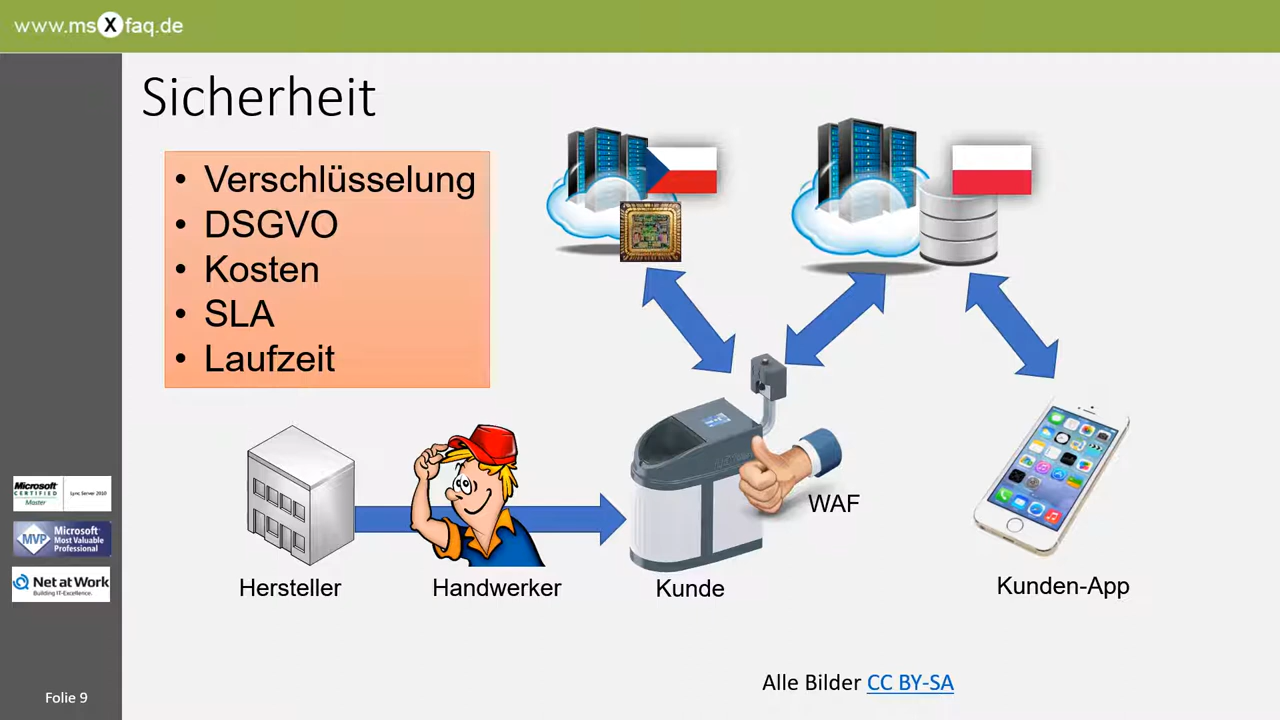 www.msXfaq.de
Sicherheit
• Verschlüsselung
• DSGVO
• Kosten
• SLA
• Laufzeit
WAF
Hersteller
Handwerker
Kunde
Kunden-App
Microsoft
CERTIFIED
Master
Lync Server 2010
MVP
Microsoft
Most Valuable
Professional
Net at Work
Building IT-Excellence.
Folie 9
Alle Bilder CC BY-SA